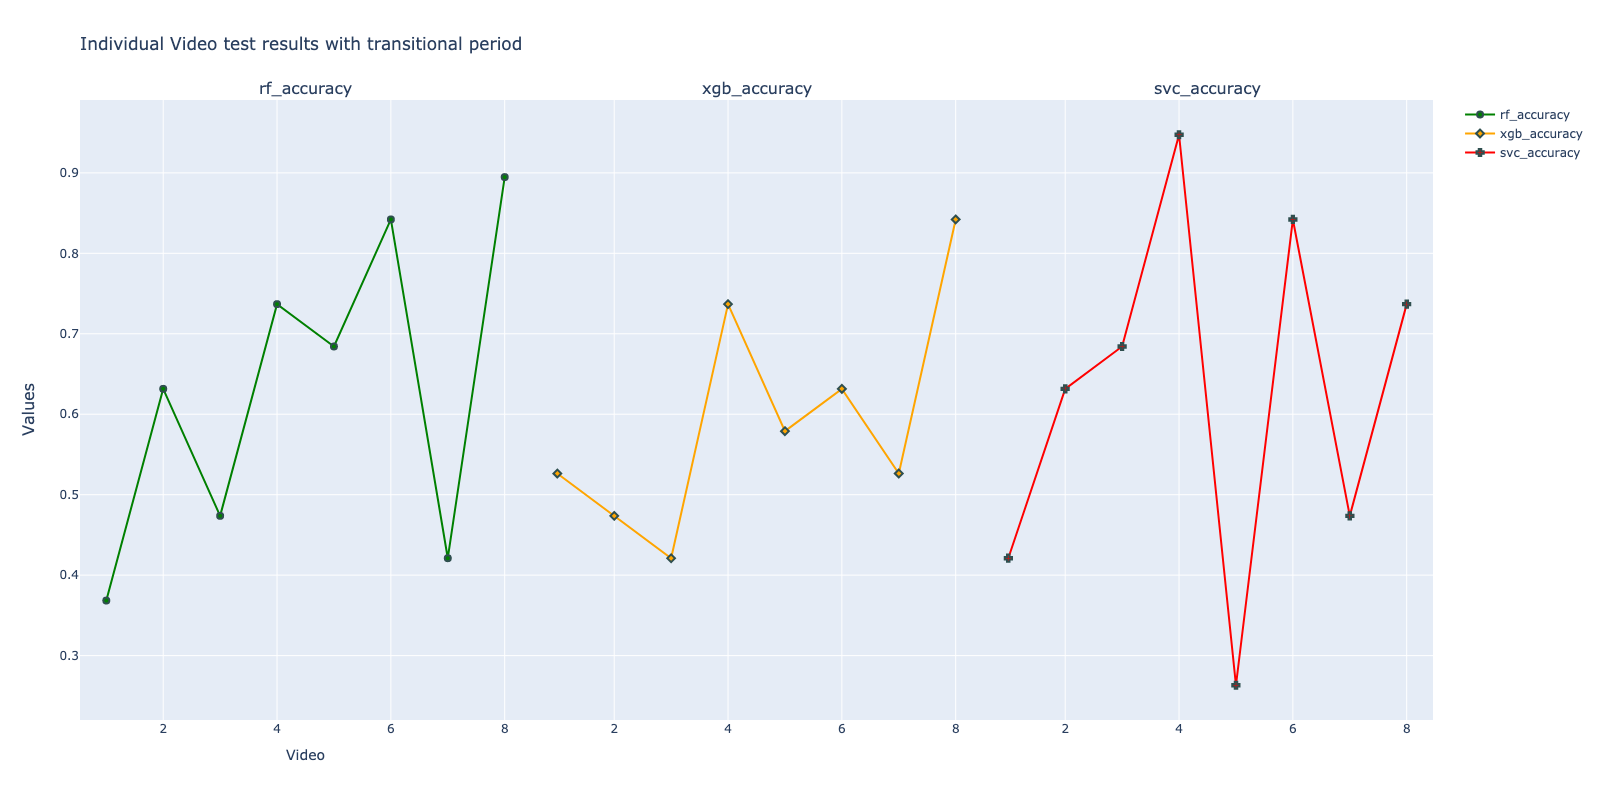 Individual Video test results with transitional period
rf_accuracy
xgb_accuracy
svc_accuracy
rf_accuracy
xgb_accuracy
svc_accuracy
Values
0.9
0.8
0.7
0.6
0.5
0.4
0.3
2 4 6 8 2 4 6 8 2 4 6 8
Video